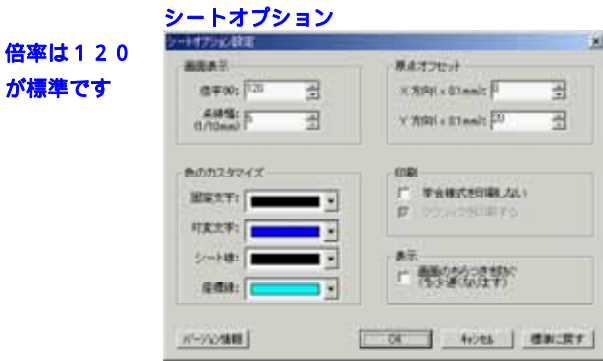 シートオプション
倍率は１２０
が標準です
シートオプション設定
画面表示
倍率(%):
120
点線幅:
(1/10mm)
5
原点オフセット
X 方向(x 0.1mm):
0
Y 方向(x 0.1mm):
20
色のカスタマイズ
固定文字:
可変文字:
シート線:
座標線:
印刷
学会様式を印刷しない
グラフィックを印刷する
表示
画面のちらつきを防ぐ
(多少遅くなります)
バージョン情報
OK
キャンセル
標準に戻す